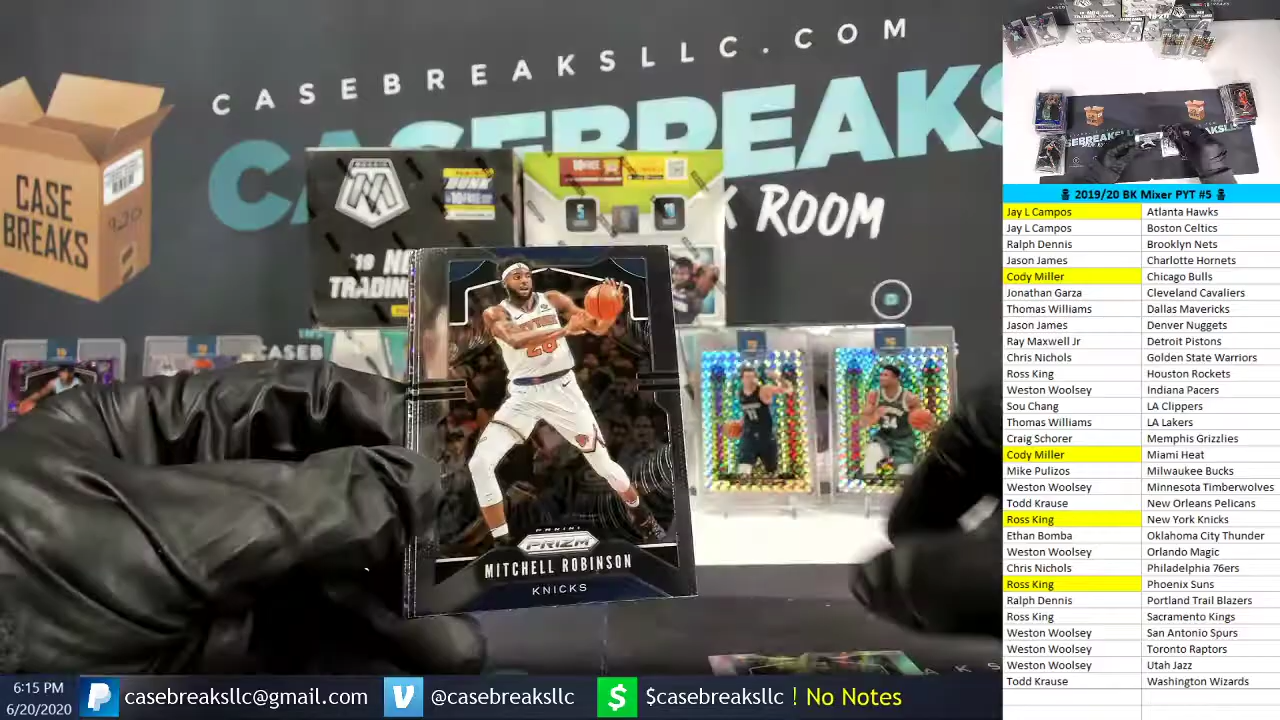 CASEBREAKSLLC.COM
CASEBREAKS
ROOM
CASE
BREAKS
920
MOSAIC
5
10
PANINI
PRIZM
MITCHELL ROBINSON
KNICKS
34
2019/20 BK Mixer PYT #5
Jay L Campos Atlanta Hawks
Jay L Campos Boston Celtics
Ralph Dennis Brooklyn Nets
Jason James Charlotte Hornets
Cody Miller Chicago Bulls
Jonathan Garza Cleveland Cavaliers
Thomas Williams Dallas Mavericks
Jason James Denver Nuggets
Ray Maxwell Jr Detroit Pistons
Chris Nichols Golden State Warriors
Ross King Houston Rockets
Weston Woolsey Indiana Pacers
Sou Chang LA Clippers
Thomas Williams LA Lakers
Craig Schorer Memphis Grizzlies
Cody Miller Miami Heat
Mike Pulizos Milwaukee Bucks
Weston Woolsey Minnesota Timberwolves
Todd Krause New Orleans Pelicans
Ross King New York Knicks
Ethan Bomba Oklahoma City Thunder
Weston Woolsey Orlando Magic
Chris Nichols Philadelphia 76ers
Ross King Phoenix Suns
Ralph Dennis Portland Trail Blazers
Ross King Sacramento Kings
Weston Woolsey San Antonio Spurs
Weston Woolsey Toronto Raptors
Weston Woolsey Utah Jazz
Todd Krause Washington Wizards
6:15 PM
6/20/2020
casebreaksllc@gmail.com
@casebreaksllc
$casebreaksllc ! No Notes